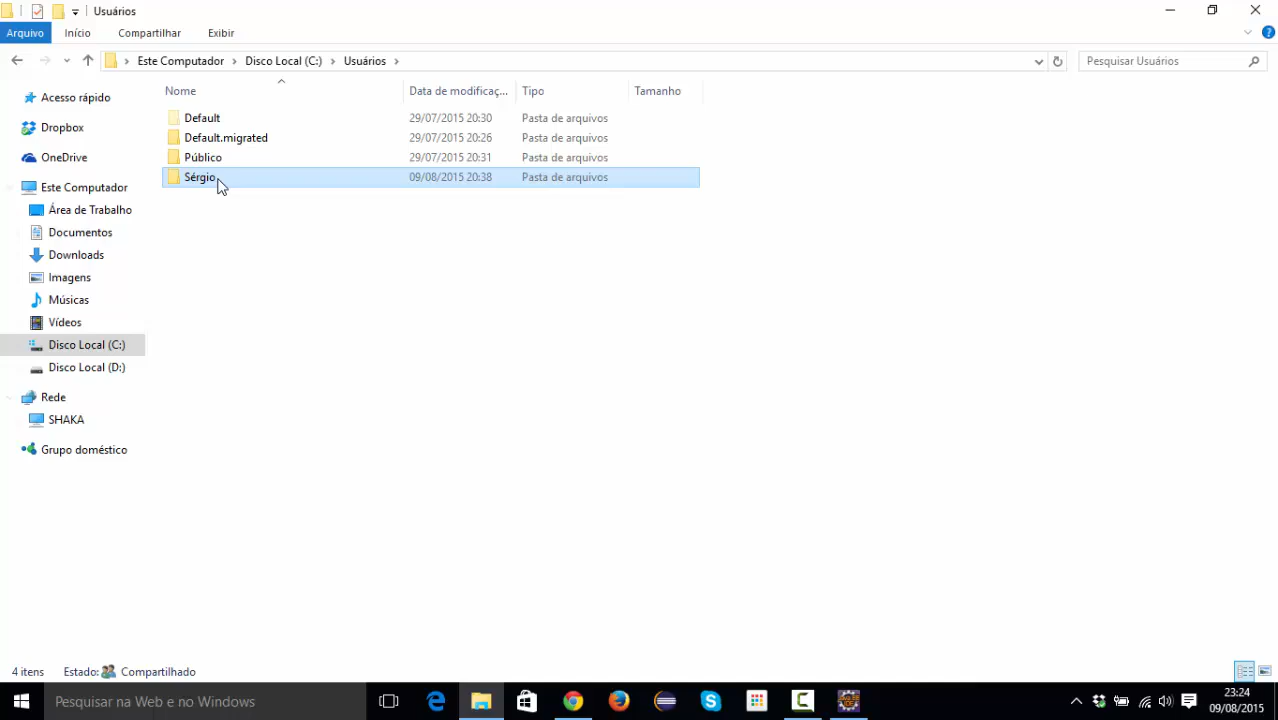 Usuários
Arquivo Início Compartilhar Exibir
Este Computador Disco Local (C:) Usuários
Pesquisar Usuários
Nome Data de modificaç... Tipo Tamanho
Default 29/07/2015 20:30 Pasta de arquivos
Default.migrated 29/07/2015 20:26 Pasta de arquivos
Público 29/07/2015 20:31 Pasta de arquivos
Sérgio 09/08/2015 20:38 Pasta de arquivos
Acesso rápido
Dropbox
OneDrive
Este Computador
Área de Trabalho
Documentos
Downloads
Imagens
Músicas
Vídeos
Disco Local (C:)
Disco Local (D:)
Rede
SHAKA
Grupo doméstico
4 itens Estado: Compartilhado
Pesquisar na Web e no Windows
23:24
09/08/2015